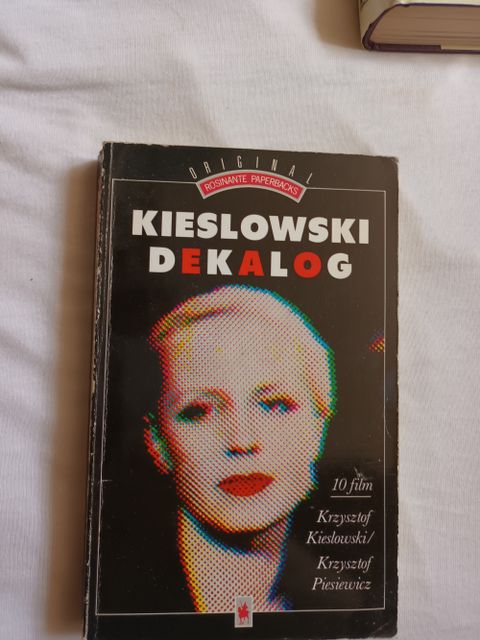 ORIGINAL
ROSINANTE PAPERBACKS
KIESLOWSKI
DEKALOG
10 film
Krzysztof
Kieslowski/
Krzysztof
Piesiewicz